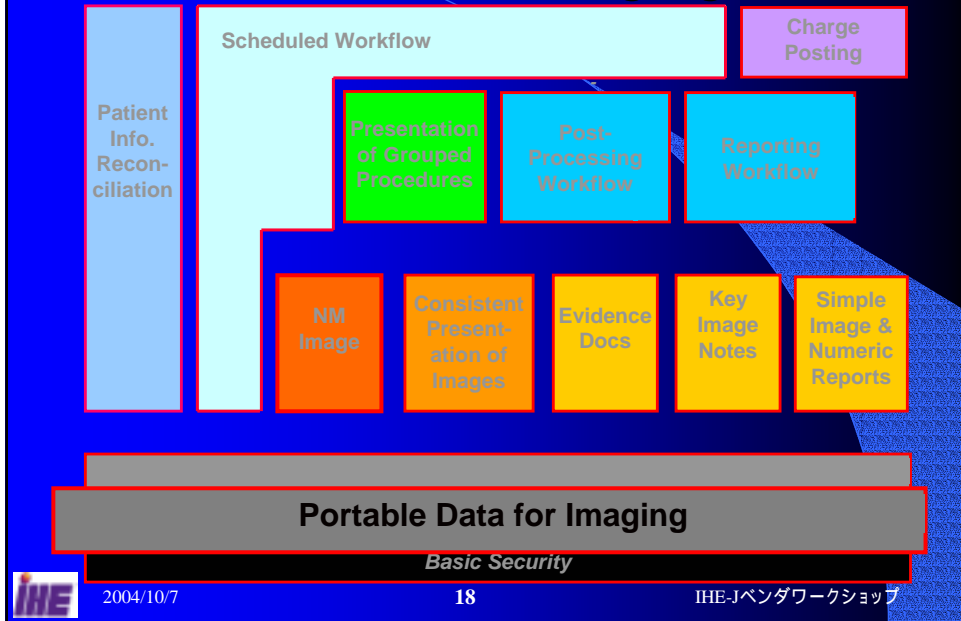 Scheduled Workflow
Charge
Posting
Patient
Info.
Recon-
ciliation
Presentation
of Grouped
Procedures
Post-
Processing
Workflow
Reporting
Workflow
NM
Image
Consistent
Present-
ation of
Images
Evidence
Docs
Key
Image
Notes
Simple
Image &
Numeric
Reports
Portable Data for Imaging
Basic Security
IHE
2004/10/7
18
IHE-Jベンダワークショップ